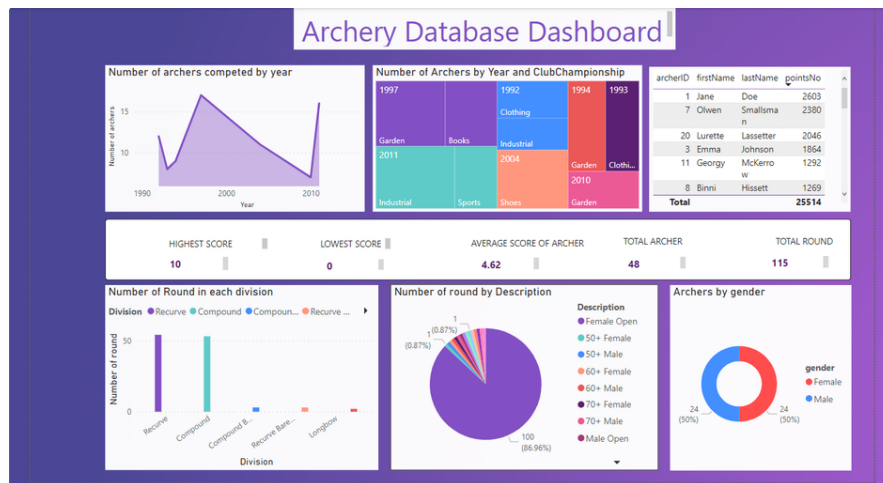 Archery Database Dashboard
Number of archers competed by year
Number of archers
15
10
1990
2000
2010
Year
Number of Archers by Year and ClubChampionship
1997
Garden
Books
2011
Industrial
Sports
1992
Clothing
Industrial
2004
Shoes
1994
Garden
1993
Clothi...
2010
Garden
archerID firstName lastName pointsNo
1 Jane Doe 2603
7 Olwen Smallsma
n 2380
20 Lurette Lassetter 2046
3 Emma Johnson 1864
11 Georgy McKerro
w 1292
8 Binni Hissett 1269
Total 25514
HIGHEST SCORE
10
LOWEST SCORE
0
AVERAGE SCORE OF ARCHER
4.62
TOTAL ARCHER
48
TOTAL ROUND
115
Number of Round in each division
Division Recurve Compound Compoun... Recurve ...
Number of round
50
0
Recurve
Compound
Compound B...
Recurve Bare...
Longbow
Division
Number of round by Description
1
(0.87%)
1
(0.87%)
100
(86.96%)
Description
Female Open
50+ Female
50+ Male
60+ Female
60+ Male
70+ Female
70+ Male
Male Open
Archers by gender
24
(50%)
24
(50%)
gender
Female
Male